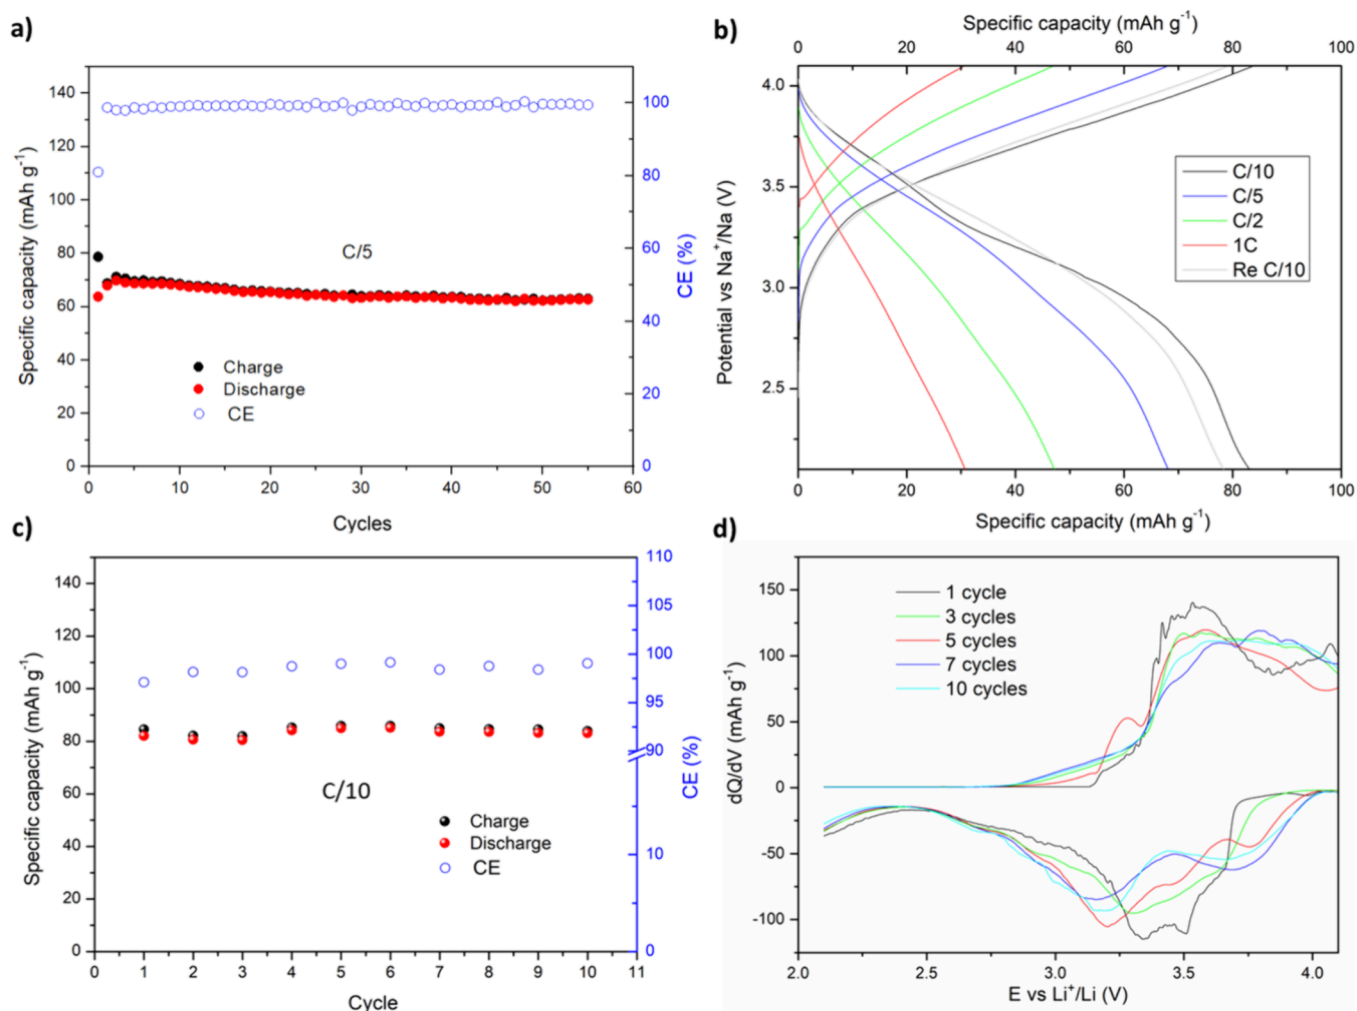 a)
Specific capacity (mAh g-1)
140
120
100
80
60
40
20
0
C/5
Charge
Discharge
CE
100
80
60
40
20
0
CE (%)
0 10 20 30 40 50 60
Cycles
b)
Specific capacity (mAh g-1)
0 20 40 60 80 100
Potential vs Na+/Na (V)
4.0
3.5
3.0
2.5
C/10
C/5
C/2
1C
Re C/10
0 20 40 60 80 100
Specific capacity (mAh g-1)
c)
Specific capacity (mAh g-1)
140
120
100
80
60
40
20
0
C/10
Charge
Discharge
CE
110
105
100
95
90
10
0
CE (%)
0 1 2 3 4 5 6 7 8 9 10 11
Cycle
d)
dQ/dV (mAh g-1)
150
100
50
0
-50
-100
1 cycle
3 cycles
5 cycles
7 cycles
10 cycles
2.0 2.5 3.0 3.5 4.0
E vs Li+/Li (V)